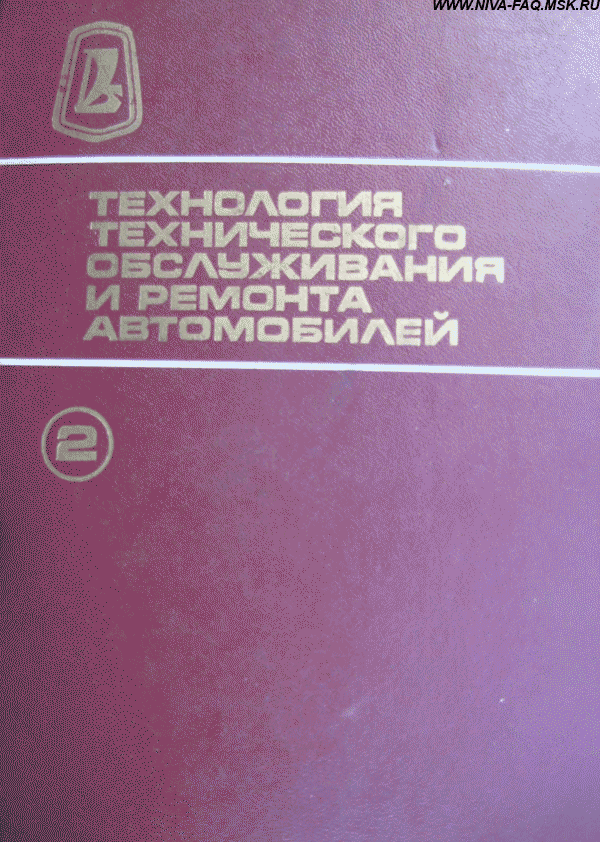 WWW.NIVA-FAQ.MSK.RU
ТЕХНОЛОГИЯ
ТЕХНИЧЕСКОГО
ОБСЛУЖИВАНИЯ
И РЕМОНТА
АВТОМОБИЛЕЙ
2